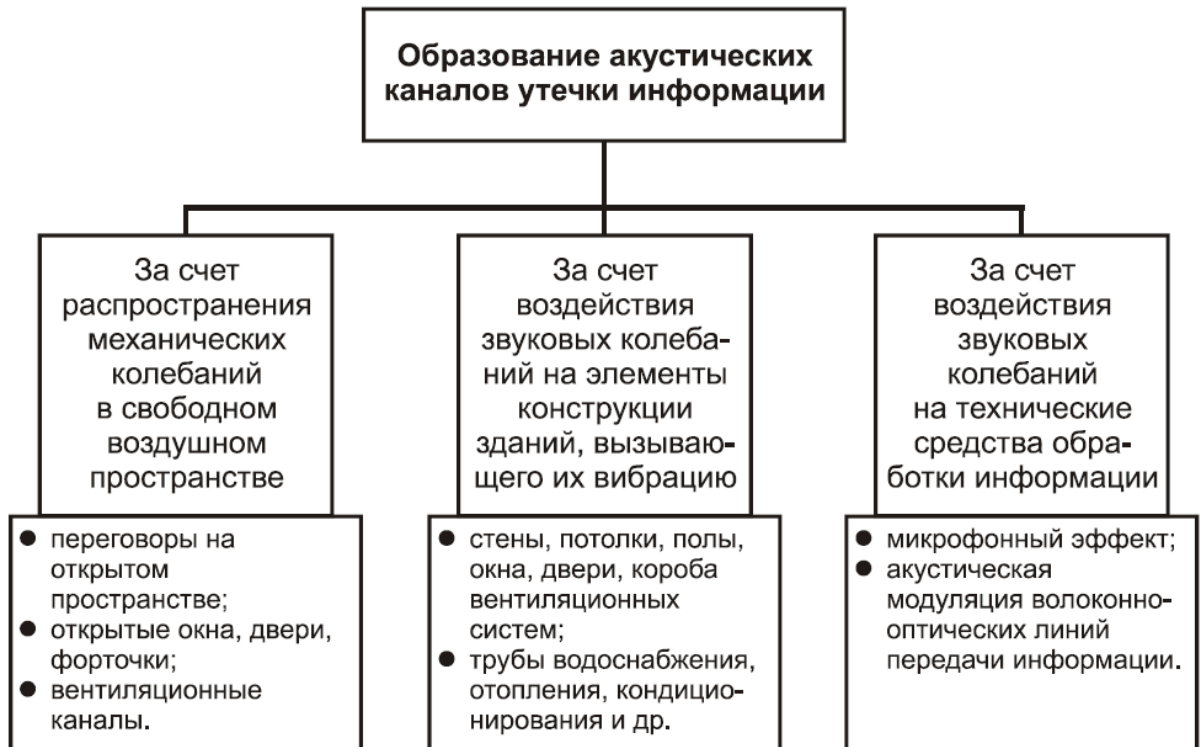 Образование акустических
каналов утечки информации
За счет
распространения
механических
колебаний
в свободном
воздушном
пространстве
● переговоры на
открытом
пространстве;
● открытые окна, двери,
форточки;
● вентиляционные
каналы.
За счет
воздействия
звуковых колеба-
ний на элементы
конструкции
зданий, вызываю-
щего их вибрацию
● стены, потолки, полы,
окна, двери, короба
вентиляционных
систем;
● трубы водоснабжения,
отопления, кондицио-
нирования и др.
За счет
воздействия
звуковых
колебаний
на технические
средства обра-
ботки информации
● микрофонный эффект;
● акустическая
модуляция волоконно-
оптических линий
передачи информации.